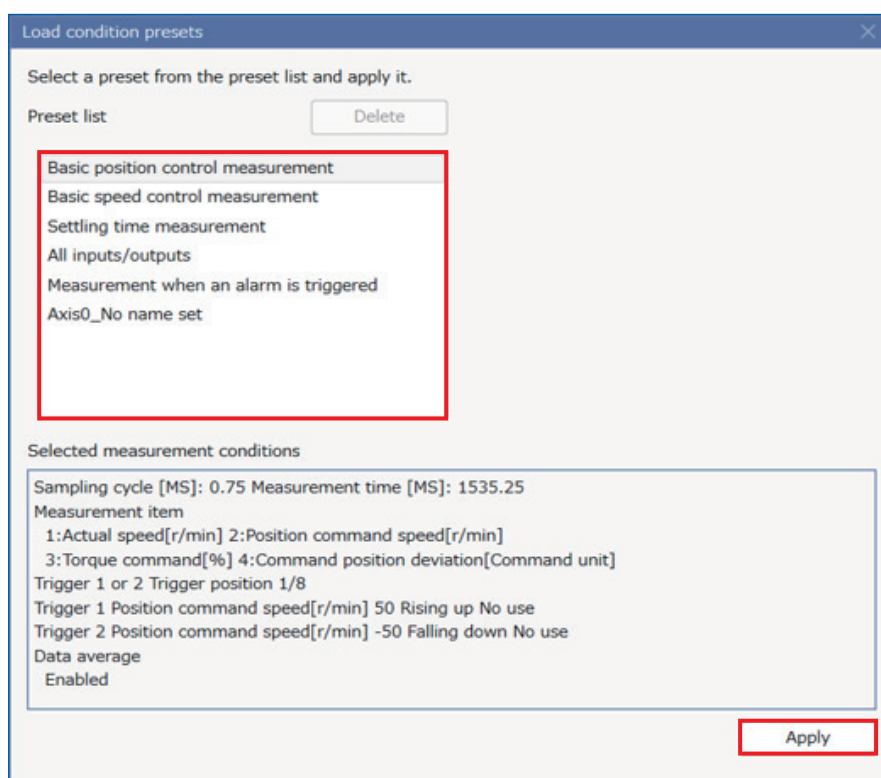 Load condition presets
Select a preset from the preset list and apply it.
Preset list
Delete
Basic position control measurement
Basic speed control measurement
Settling time measurement
All inputs/outputs
Measurement when an alarm is triggered
Axis0_No name set
Selected measurement conditions
Sampling cycle [MS]: 0.75 Measurement time [MS]: 1535.25
Measurement item
1:Actual speed[r/min] 2:Position command speed[r/min]
3:Torque command[%] 4:Command position deviation[Command unit]
Trigger 1 or 2 Trigger position 1/8
Trigger 1 Position command speed[r/min] 50 Rising up No use
Trigger 2 Position command speed[r/min] -50 Falling down No use
Data average
Enabled
Apply